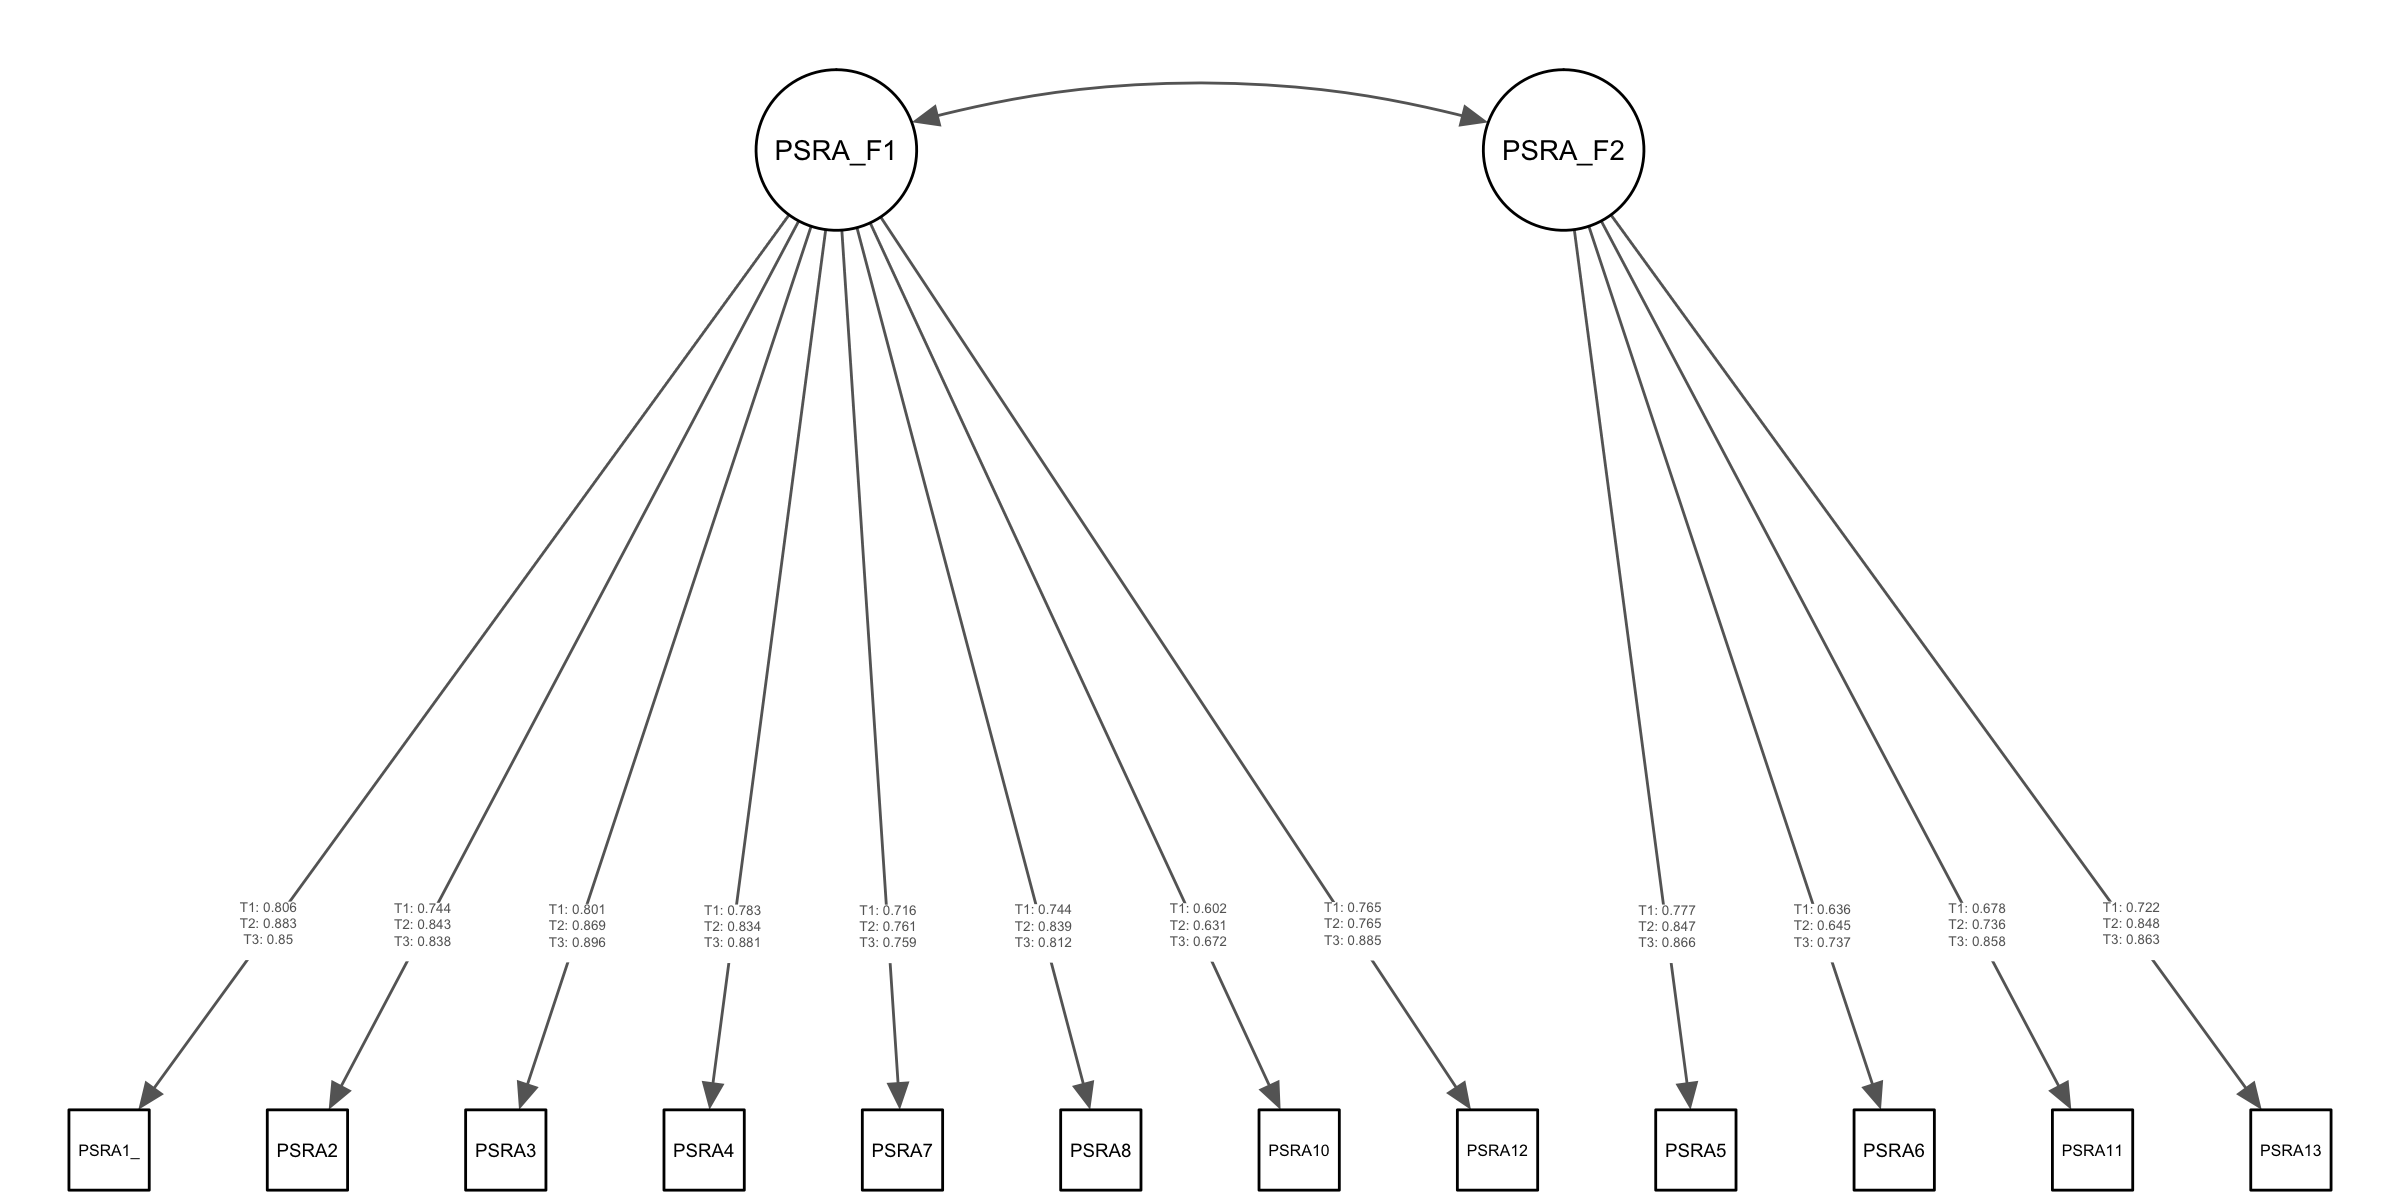 PSRA_F1
PSRA_F2
T1: 0.806
T2: 0.883
T3: 0.85
T1: 0.744
T2: 0.843
T3: 0.838
T1: 0.801
T2: 0.869
T3: 0.896
T1: 0.783
T2: 0.834
T3: 0.881
T1: 0.716
T2: 0.761
T3: 0.759
T1: 0.744
T2: 0.839
T3: 0.812
T1: 0.602
T2: 0.631
T3: 0.672
T1: 0.765
T2: 0.765
T3: 0.885
T1: 0.777
T2: 0.847
T3: 0.866
T1: 0.636
T2: 0.645
T3: 0.737
T1: 0.678
T2: 0.736
T3: 0.858
T1: 0.722
T2: 0.848
T3: 0.863
PSRA1_
PSRA2
PSRA3
PSRA4
PSRA7
PSRA8
PSRA10
PSRA12
PSRA5
PSRA6
PSRA11
PSRA13